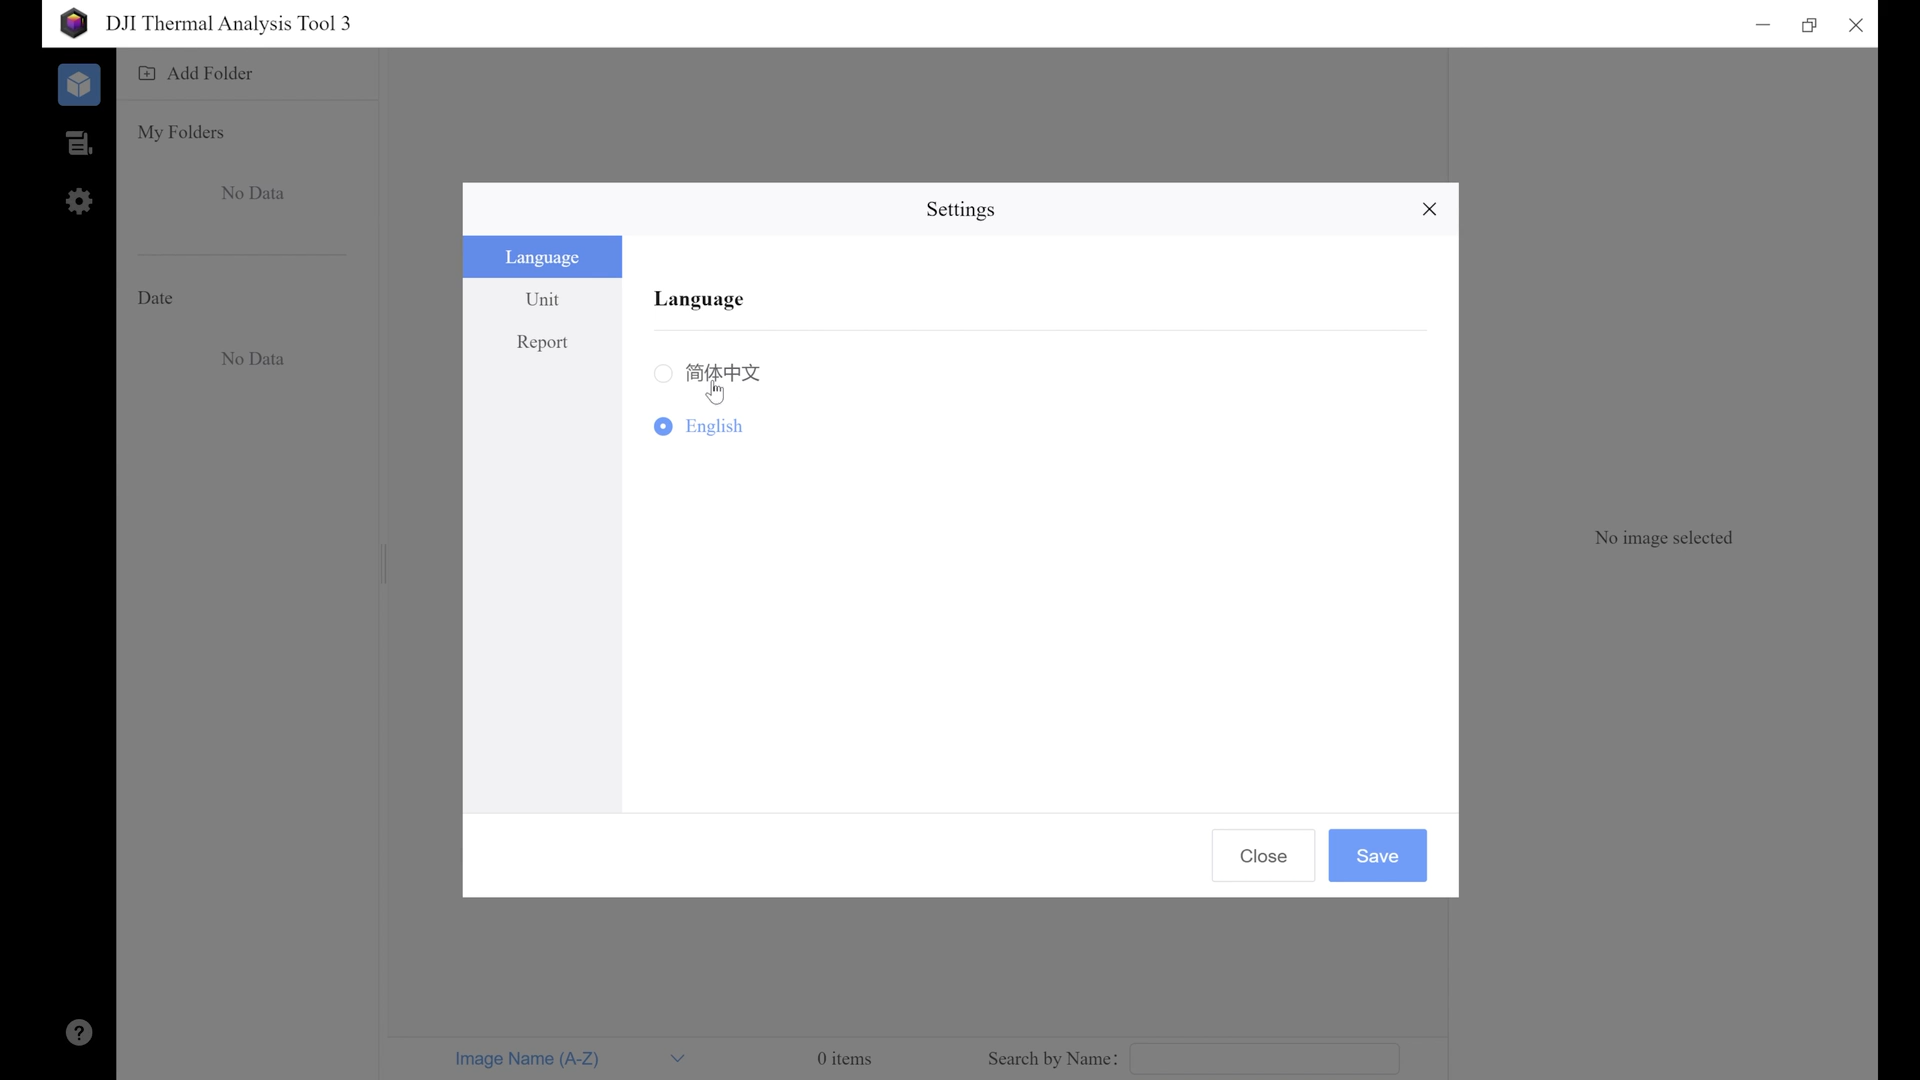 DJI Thermal Analysis Tool 3
Add Folder
My Folders
No Data
Date
No Data
Settings
Language
Unit
Report
Language
简体中文
English
Close
Save
No image selected
Image Name (A-Z)
0 items
Search by Name:
?